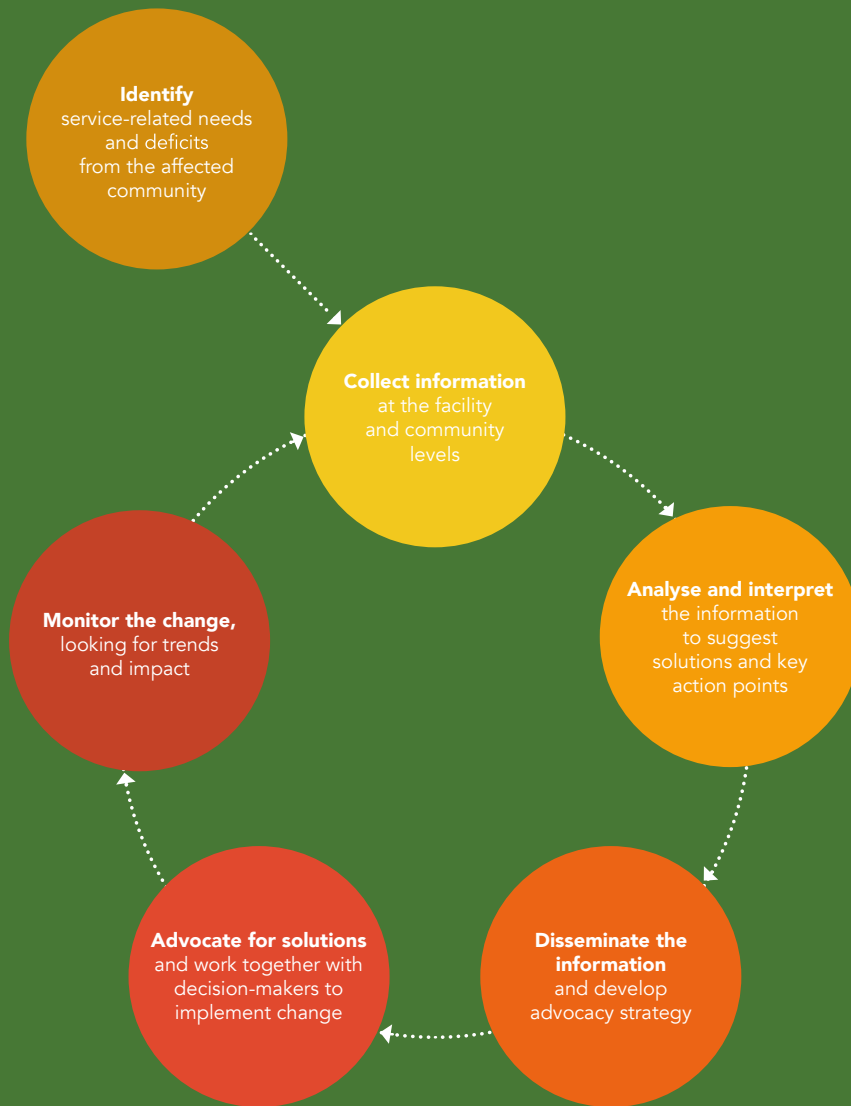 Identify
service-related needs
and deficits
from the affected
community
Collect information
at the facility
and community
levels
Analyse and interpret
the information
to suggest
solutions and key
action points
Disseminate the
information
and develop
advocacy strategy
Advocate for solutions
and work together with
decision-makers to
implement change
Monitor the change,
looking for trends
and impact